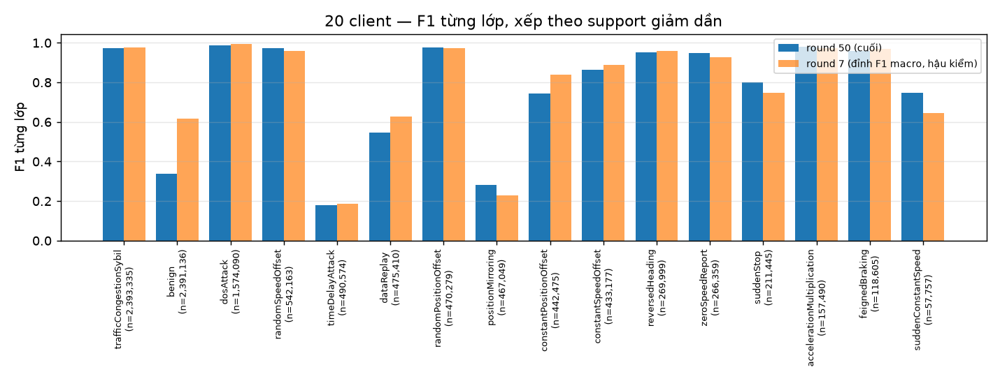 20 client — F1 từng lớp, xếp theo support giảm dần
F1 từng lớp
1.0
0.8
0.6
0.4
0.2
0.0
round 50 (cuối)
round 7 (đỉnh F1 macro, hậu kiểm)
trafficCongestionSybil
(n=2,393,335)
benign
(n=2,391,136)
dosAttack
(n=1,574,090)
randomSpeedOffset
(n=542,163)
timeDelayAttack
(n=490,574)
dataReplay
(n=475,410)
randomPositionOffset
(n=470,279)
positionMirroring
(n=467,049)
constantPositionOffset
(n=442,475)
constantSpeedOffset
(n=433,177)
reversedHeading
(n=269,999)
zeroSpeedReport
(n=266,359)
suddenStop
(n=211,445)
accelerationMultiplication
(n=157,490)
feignedBraking
(n=118,605)
suddenConstantSpeed
(n=57,757)